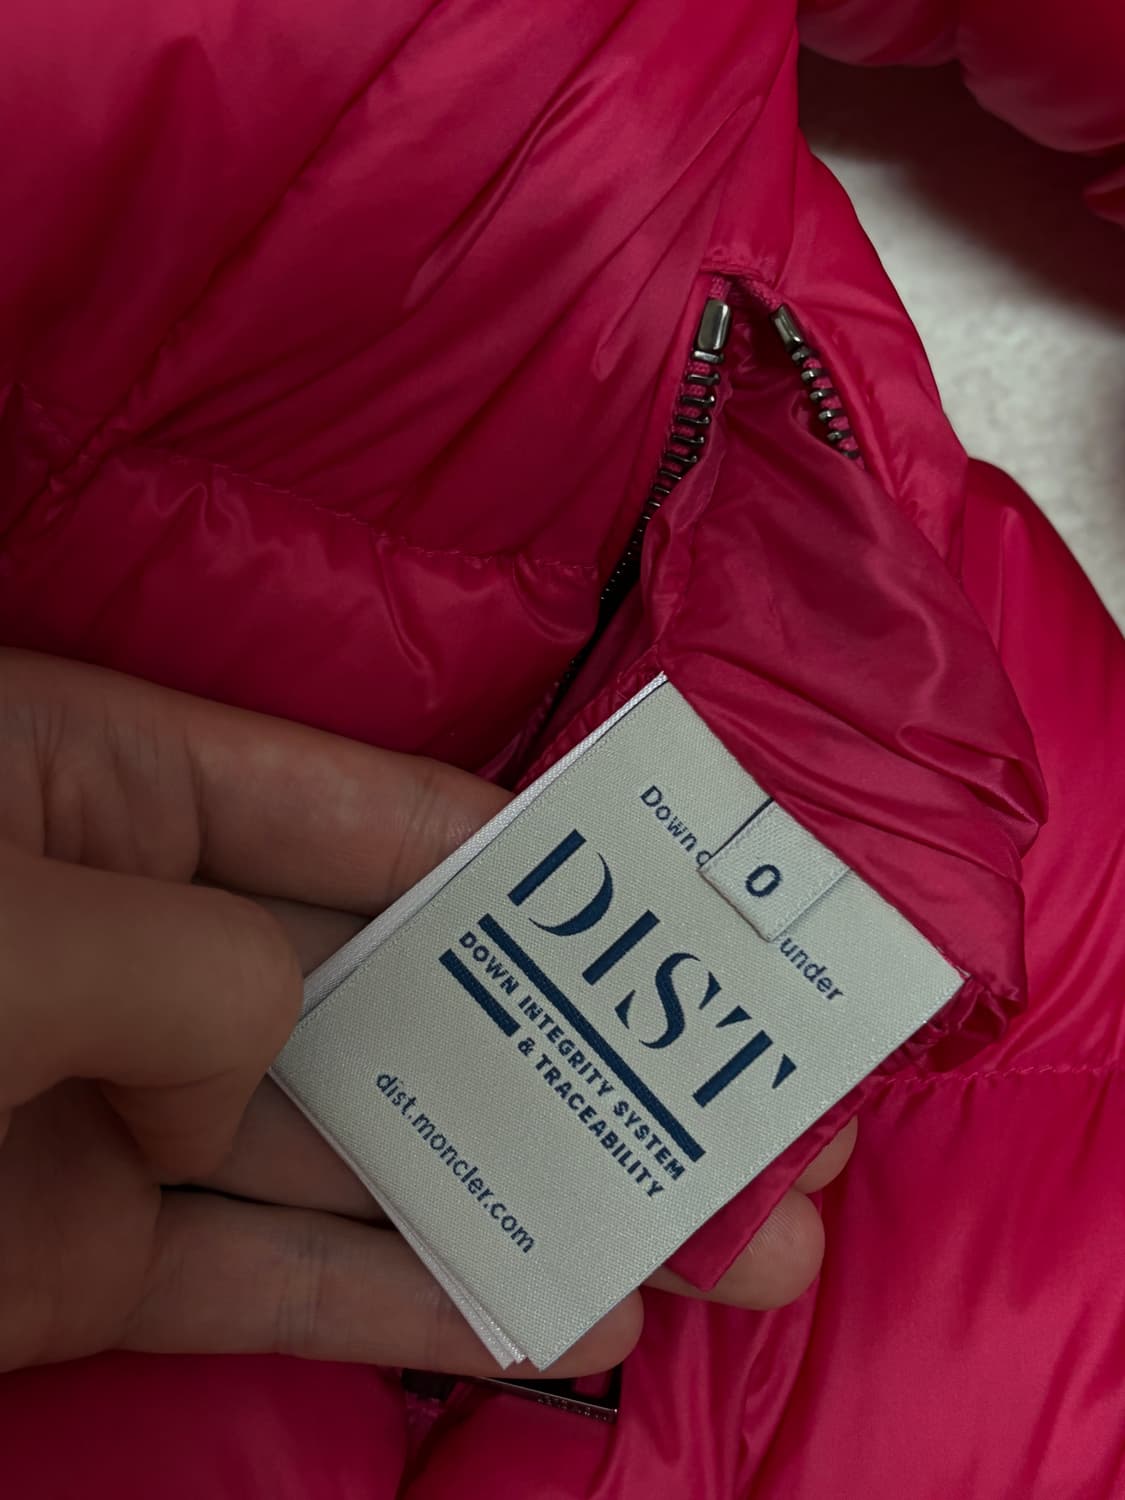 Down
0
under
DIST
DOWN INTEGRITY SYSTEM
& TRACEABILITY
dist.moncler.com